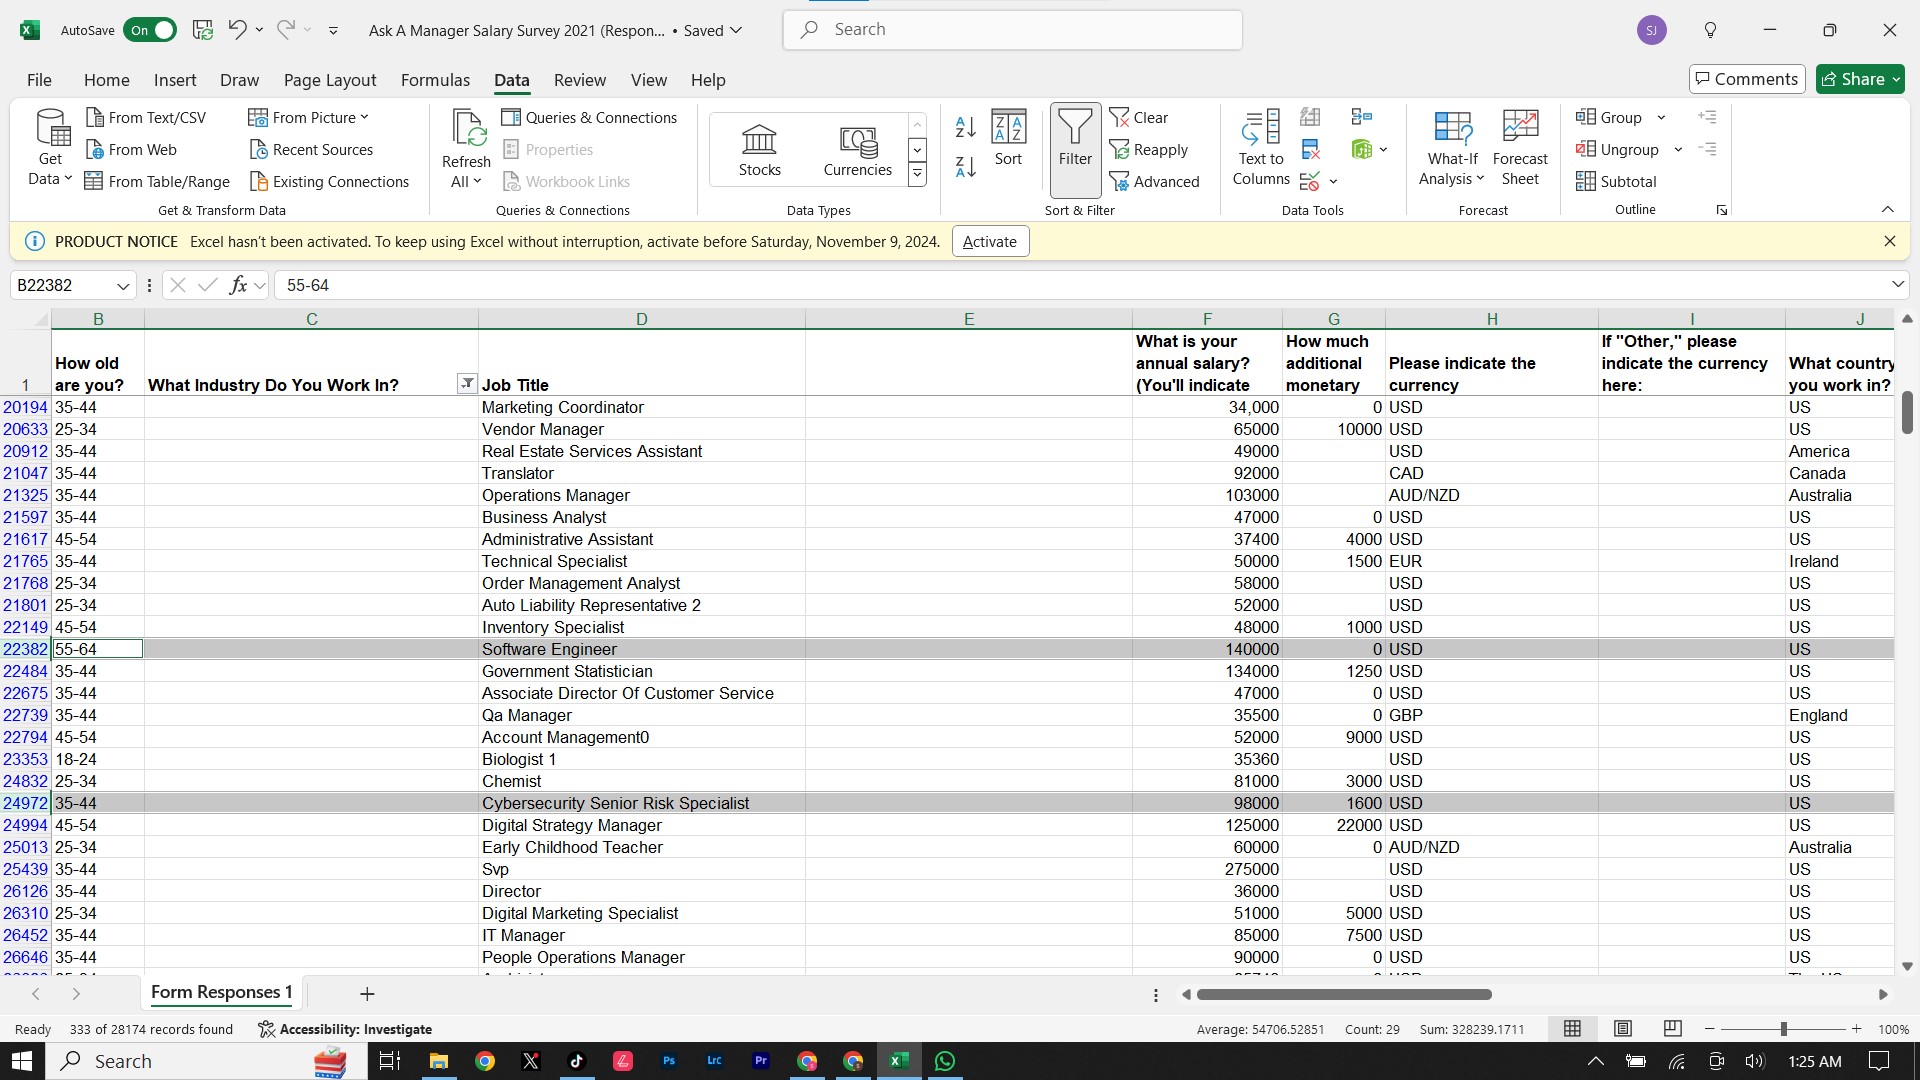 AutoSave On Ask A Manager Salary Survey 2021 (Respon... • Saved Search SJ
File Home Insert Draw Page Layout Formulas Data Review View Help Comments Share
Get Data From Text/CSV From Web From Table/Range From Picture Recent Sources Existing Connections
Refresh All Queries & Connections Properties Workbook Links
Stocks Currencies
Sort Filter Clear Reapply Advanced
Text to Columns What-If Analysis Forecast Sheet
Group Ungroup Subtotal
Get & Transform Data Queries & Connections Data Types Sort & Filter Data Tools Forecast Outline
PRODUCT NOTICE Excel hasn't been activated. To keep using Excel without interruption, activate before Saturday, November 9, 2024. Activate
B22382 fx 55-64
B C D E F G H I J
1 How old are you? What Industry Do You Work In? Job Title What is your annual salary? (You'll indicate How much additional monetary Please indicate the currency If "Other," please indicate the currency here: What country you work in?
20194 35-44 Marketing Coordinator 34,000 0 USD US
20633 25-34 Vendor Manager 65000 10000 USD US
20912 35-44 Real Estate Services Assistant 49000 USD America
21047 35-44 Translator 92000 CAD Canada
21325 35-44 Operations Manager 103000 AUD/NZD Australia
21597 35-44 Business Analyst 47000 0 USD US
21617 45-54 Administrative Assistant 37400 4000 USD US
21765 35-44 Technical Specialist 50000 1500 EUR Ireland
21768 25-34 Order Management Analyst 58000 USD US
21801 25-34 Auto Liability Representative 2 52000 USD US
22149 45-54 Inventory Specialist 48000 1000 USD US
22382 55-64 Software Engineer 140000 0 USD US
22484 35-44 Government Statistician 134000 1250 USD US
22675 35-44 Associate Director Of Customer Service 47000 0 USD US
22739 35-44 Qa Manager 35500 0 GBP England
22794 45-54 Account Management0 52000 9000 USD US
23353 18-24 Biologist 1 35360 USD US
24832 25-34 Chemist 81000 3000 USD US
24972 35-44 Cybersecurity Senior Risk Specialist 98000 1600 USD US
24994 45-54 Digital Strategy Manager 125000 22000 USD US
25013 25-34 Early Childhood Teacher 60000 0 AUD/NZD Australia
25439 35-44 Svp 275000 USD US
26126 35-44 Director 36000 USD US
26310 25-34 Digital Marketing Specialist 51000 5000 USD US
26452 35-44 IT Manager 85000 7500 USD US
26646 35-44 People Operations Manager 90000 0 USD US
Form Responses 1
Ready 333 of 28174 records found Accessibility: Investigate Average: 54706.52851 Count: 29 Sum: 328239.1711 100%
Search Ps LrC Pr 1:25 AM